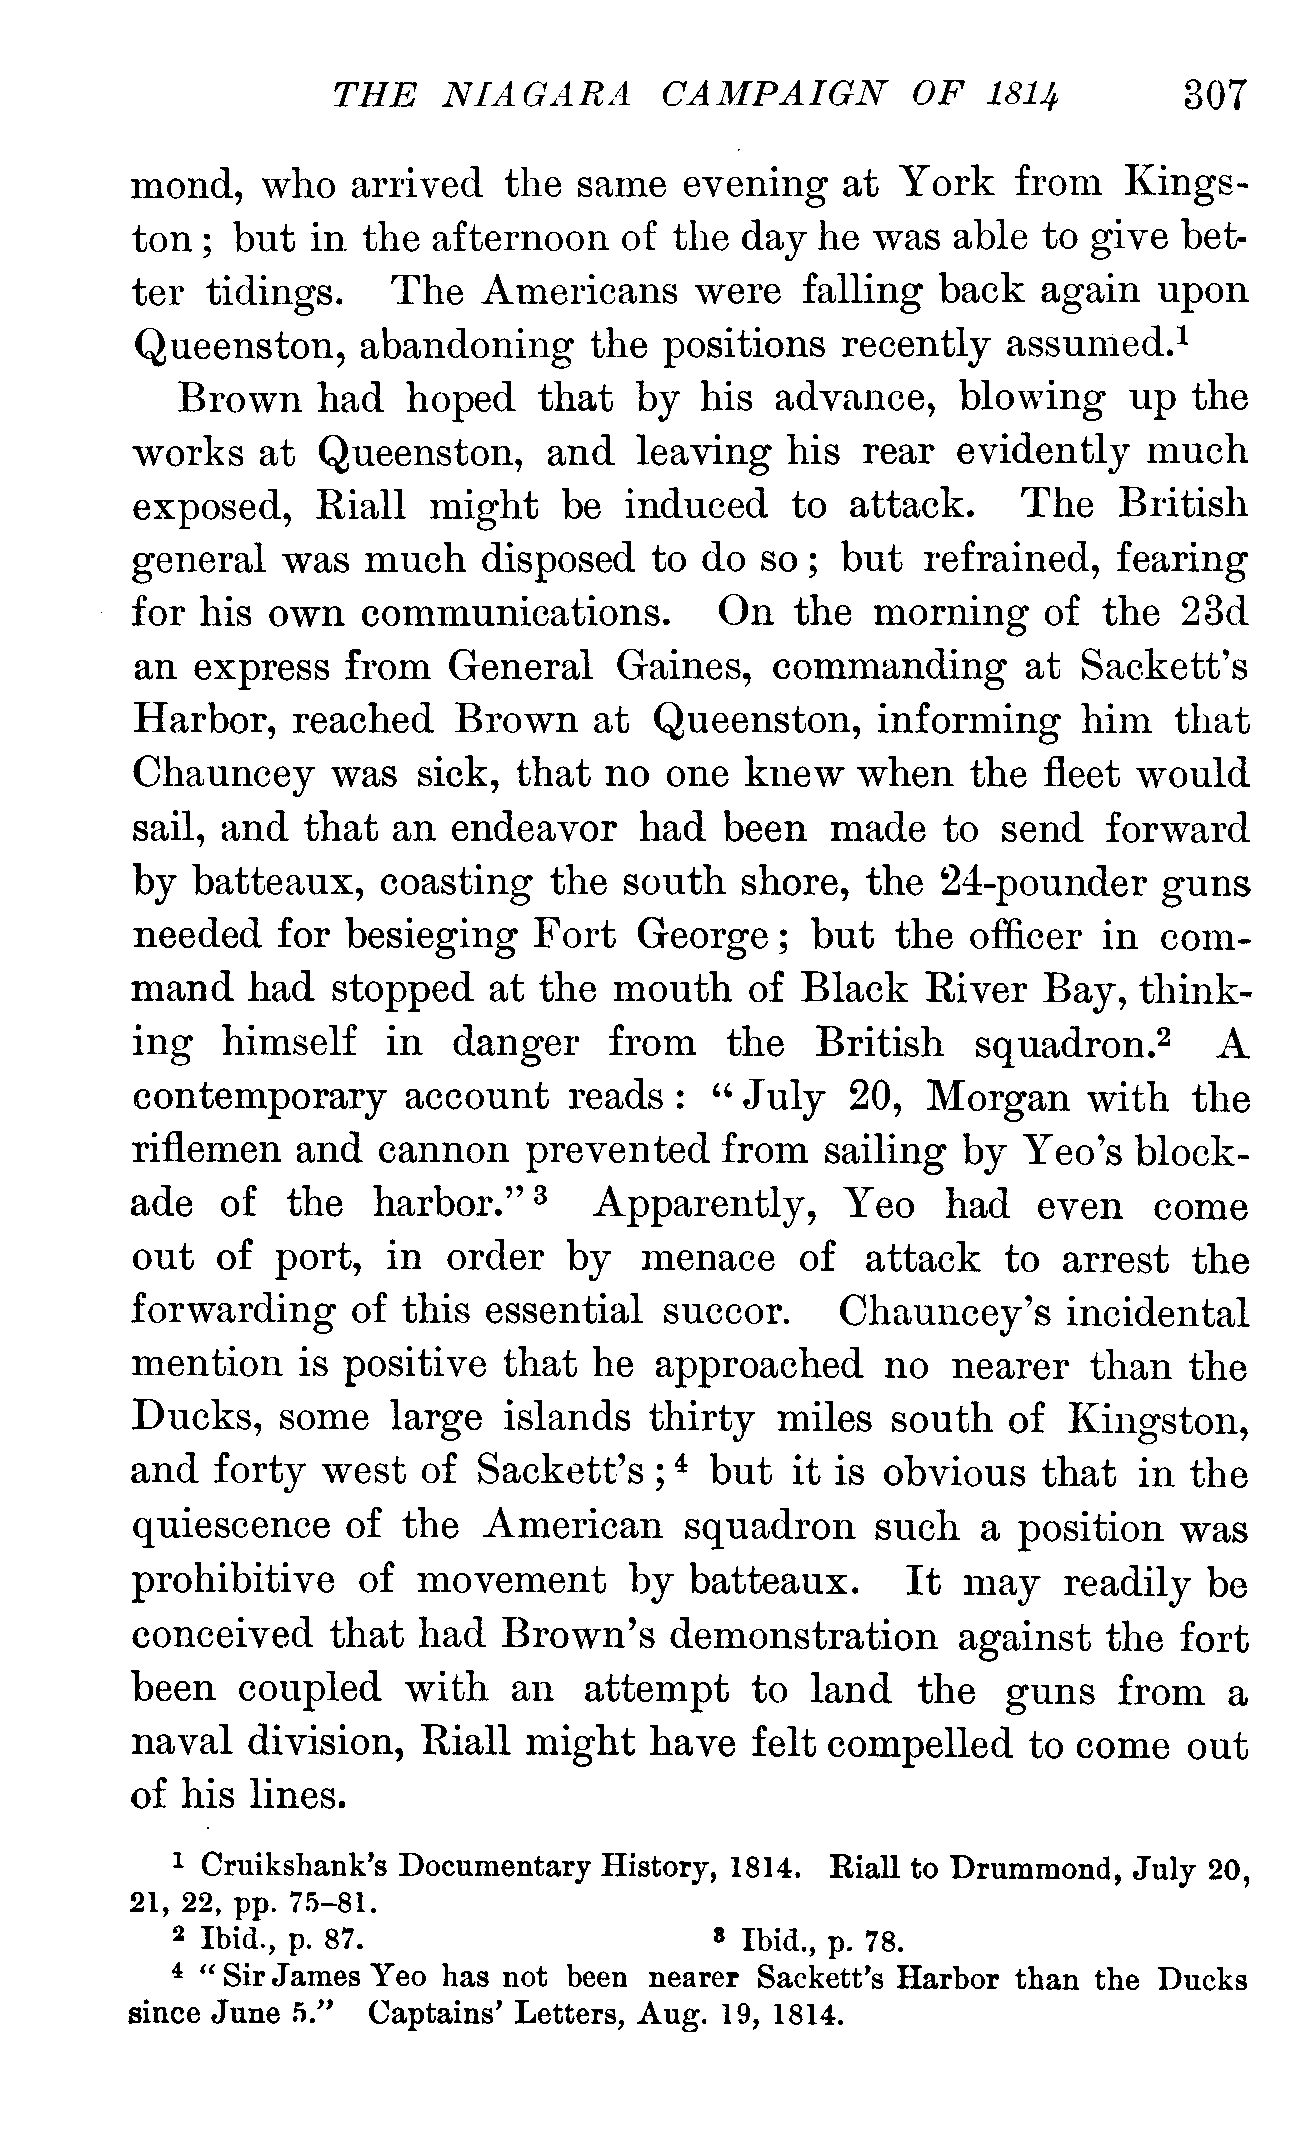 THE NIAGARA CAMPAIGN OF 1814 307
mond, who arrived the same evening at York from Kings-
ton; but in the afternoon of the day he was able to give bet-
ter tidings. The Americans were falling back again upon
Queenston, abandoning the positions recently assumed.¹
Brown had hoped that by his advance, blowing up the
works at Queenston, and leaving his rear evidently much
exposed, Riall might be induced to attack. The British
general was much disposed to do so; but refrained, fearing
for his own communications. On the morning of the 23d
an express from General Gaines, commanding at Sackett's
Harbor, reached Brown at Queenston, informing him that
Chauncey was sick, that no one knew when the fleet would
sail, and that an endeavor had been made to send forward
by batteaux, coasting the south shore, the 24-pounder guns
needed for besieging Fort George; but the officer in com-
mand had stopped at the mouth of Black River Bay, think-
ing himself in danger from the British squadron.² A
contemporary account reads: "July 20, Morgan with the
riflemen and cannon prevented from sailing by Yeo's block-
ade of the harbor."³ Apparently, Yeo had even come
out of port, in order by menace of attack to arrest the
forwarding of this essential succor. Chauncey's incidental
mention is positive that he approached no nearer than the
Ducks, some large islands thirty miles south of Kingston,
and forty west of Sackett's;⁴ but it is obvious that in the
quiescence of the American squadron such a position was
prohibitive of movement by batteaux. It may readily be
conceived that had Brown's demonstration against the fort
been coupled with an attempt to land the guns from a
naval division, Riall might have felt compelled to come out
of his lines.
¹ Cruikshank's Documentary History, 1814. Riall to Drummond, July 20,
21, 22, pp. 75–81.
² Ibid., p. 87. ³ Ibid., p. 78.
⁴ "Sir James Yeo has not been nearer Sackett's Harbor than the Ducks
since June 5." Captains' Letters, Aug. 19, 1814.